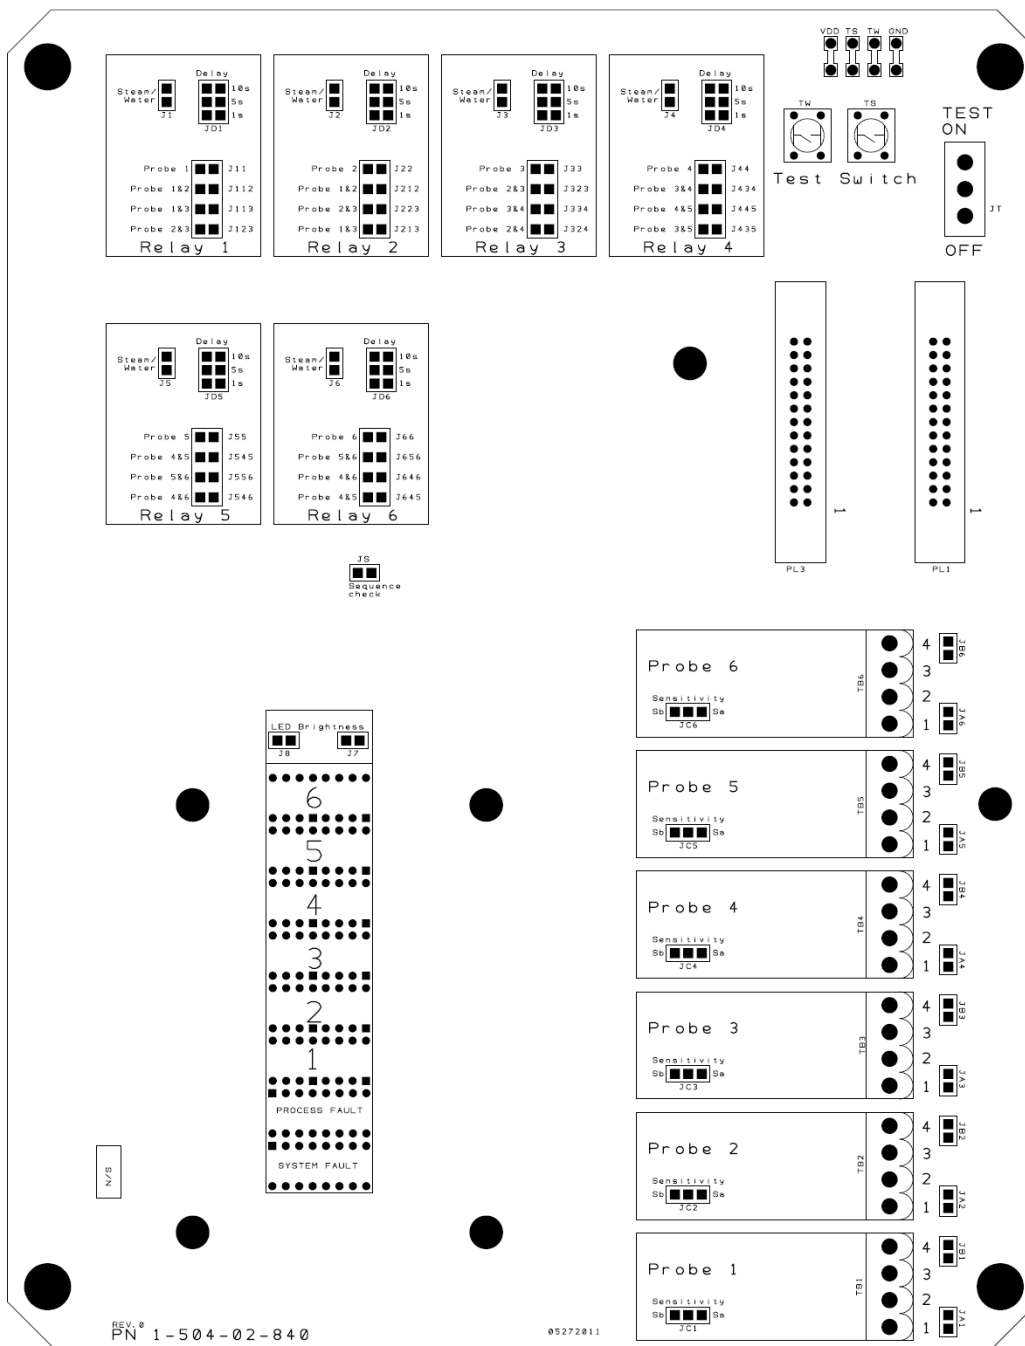 VDD TS TW GND
TW TS
Test Switch
TEST
ON
JT
OFF
Steam/
Water
J1
Delay
10s
5s
1s
JD1
Probe 1 J11
Probe 1&2 J112
Probe 1&3 J113
Probe 2&3 J123
Relay 1
Steam/
Water
J2
Delay
10s
5s
1s
JD2
Probe 2 J22
Probe 1&2 J212
Probe 2&3 J223
Probe 1&3 J213
Relay 2
Steam/
Water
J3
Delay
10s
5s
1s
JD3
Probe 3 J33
Probe 2&3 J323
Probe 3&4 J334
Probe 2&4 J324
Relay 3
Steam/
Water
J4
Delay
10s
5s
1s
JD4
Probe 4 J44
Probe 3&4 J434
Probe 4&5 J445
Probe 3&5 J435
Relay 4
Steam/
Water
J5
Delay
10s
5s
1s
JD5
Probe 5 J55
Probe 4&5 J545
Probe 5&6 J556
Probe 4&6 J546
Relay 5
Steam/
Water
J6
Delay
10s
5s
1s
JD6
Probe 6 J66
Probe 5&6 J656
Probe 4&6 J646
Probe 4&5 J645
Relay 6
1
PL3
1
PL1
JS
Sequence
check
LED Brightness
J8 J7
6
5
4
3
2
1
PROCESS FAULT
SYSTEM FAULT
Probe 6
Sensitivity
Sb Sa
JC6
TB6
4
3
2
1
JB6
JA6
Probe 5
Sensitivity
Sb Sa
JC5
TB5
4
3
2
1
JB5
JA5
Probe 4
Sensitivity
Sb Sa
JC4
TB4
4
3
2
1
JB4
JA4
Probe 3
Sensitivity
Sb Sa
JC3
TB3
4
3
2
1
JB3
JA3
Probe 2
Sensitivity
Sb Sa
JC2
TB2
4
3
2
1
JB2
JA2
Probe 1
Sensitivity
Sb Sa
JC1
TB1
4
3
2
1
JB1
JA1
N/S
REV.0
PN 1-504-02-840
05272011